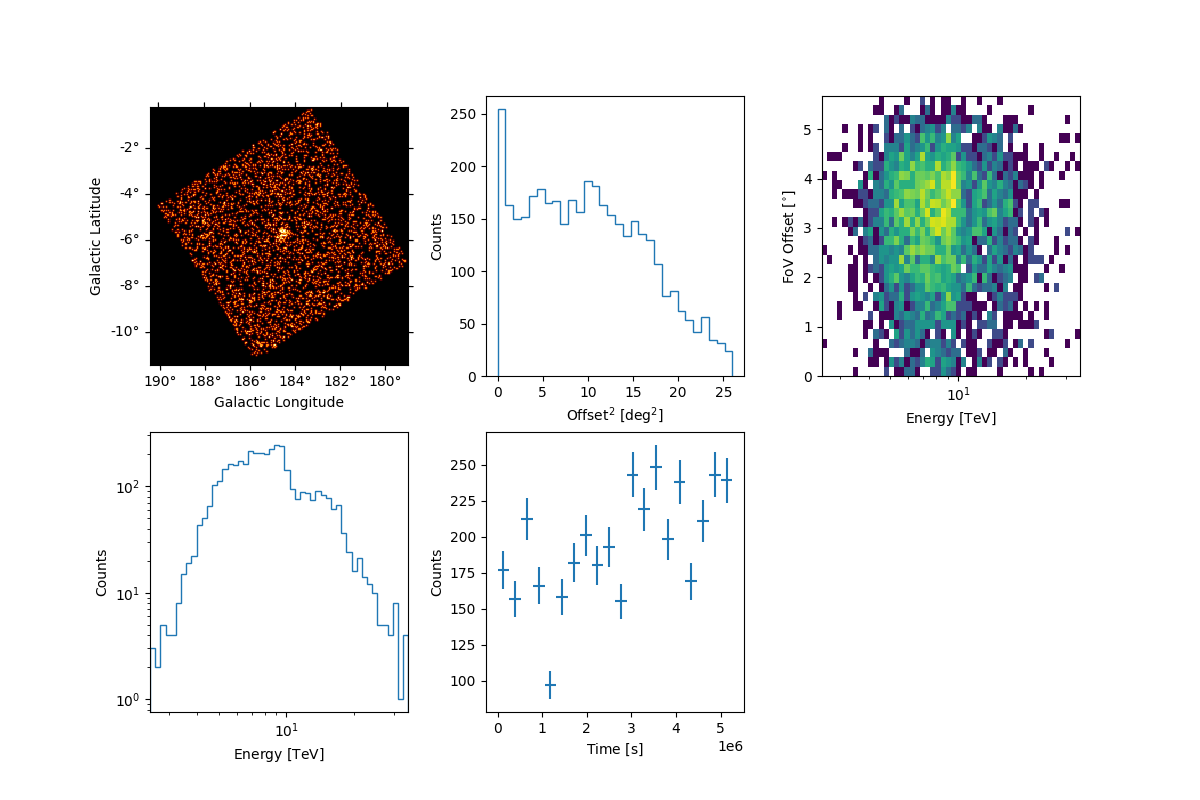 -2°
-4°
-6°
-8°
-10°
Galactic Latitude
190° 188° 186° 184° 182° 180°
Galactic Longitude
250
200
150
100
50
0
Counts
0 5 10 15 20 25
Offset² [deg²]
5
4
3
2
1
0
FoV Offset [°]
10¹
Energy [TeV]
10²
10¹
10⁰
Counts
10¹
Energy [TeV]
250
225
200
175
150
125
100
Counts
0 1 2 3 4 5
1e6
Time [s]